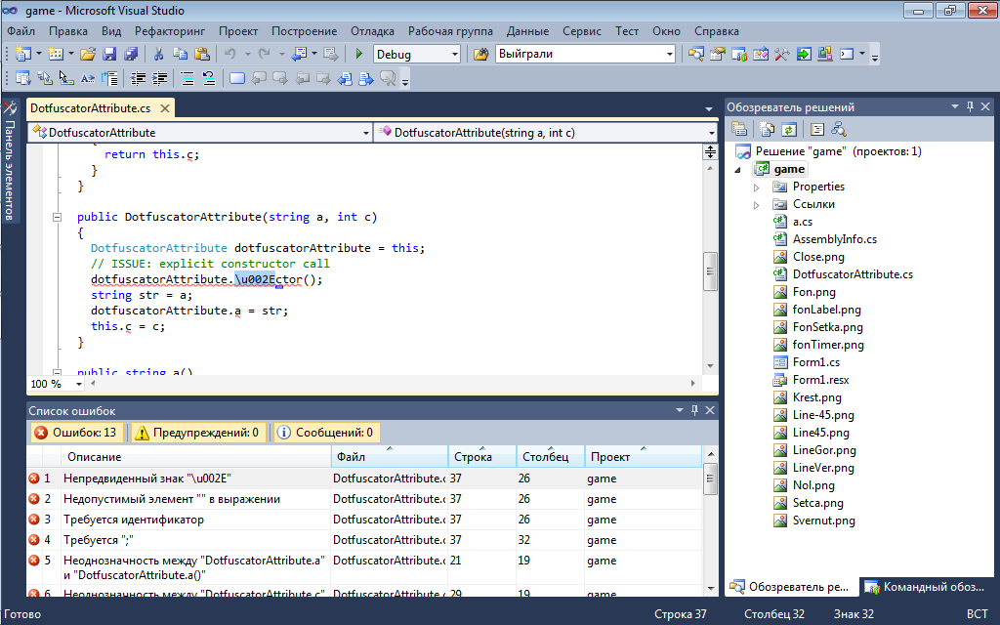 game - Microsoft Visual Studio
Файл Правка Вид Рефакторинг Проект Построение Отладка Рабочая группа Данные Сервис Тест Окно Справка
Debug Выйграли
Панель элементов
DotfuscatorAttribute.cs
DotfuscatorAttribute DotfuscatorAttribute(string a, int c)
{
return this.c;
}
}
public DotfuscatorAttribute(string a, int c)
{
DotfuscatorAttribute dotfuscatorAttribute = this;
// ISSUE: explicit constructor call
dotfuscatorAttribute.\u002Ector();
string str = a;
dotfuscatorAttribute.a = str;
this.c = c;
}
public string a()
100 %
Обозреватель решений
Решение "game" (проектов: 1)
game
Properties
Ссылки
a.cs
AssemblyInfo.cs
Close.png
DotfuscatorAttribute.cs
Fon.png
fonLabel.png
FonSetka.png
fonTimer.png
Form1.cs
Form1.resx
Krest.png
Line-45.png
Line45.png
LineGor.png
LineVer.png
Nol.png
Setca.png
Svernut.png
Обозреватель ре... Командный обоз...
Список ошибок
Ошибок: 13 Предупреждений: 0 Сообщений: 0
Описание Файл Строка Столбец Проект
1 Непредвиденный знак "\u002E" DotfuscatorAttribute.c 37 26 game
2 Недопустимый элемент "" в выражении DotfuscatorAttribute.c 37 26 game
3 Требуется идентификатор DotfuscatorAttribute.c 37 26 game
4 Требуется ";" DotfuscatorAttribute.c 37 32 game
5 Неоднозначность между "DotfuscatorAttribute.a" DotfuscatorAttribute.c 21 19 game
и "DotfuscatorAttribute.a()"
6 Неоднозначность между "DotfuscatorAttribute.c" DotfuscatorAttribute.c 29 19 game
Готово Строка 37 Столбец 32 Знак 32 ВСТ